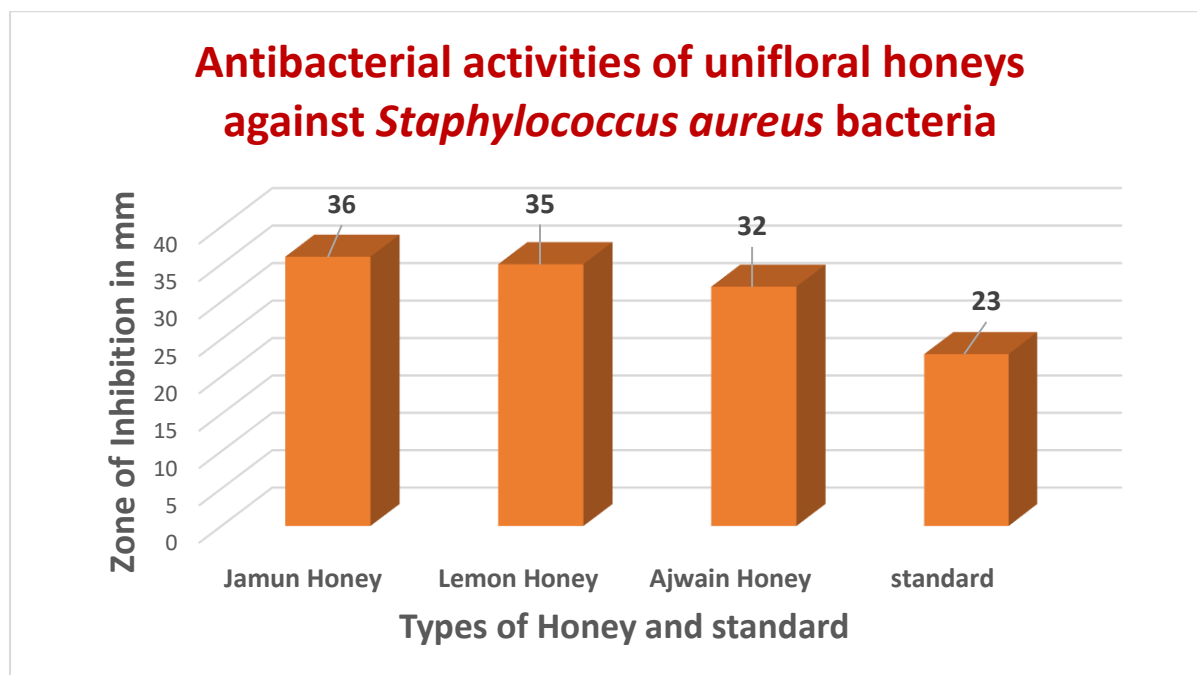 Antibacterial activities of unifloral honeys
against Staphylococcus aureus bacteria
Zone of Inhibition in mm
40
35
30
25
20
15
10
5
0
36
35
32
23
Jamun Honey
Lemon Honey
Ajwain Honey
standard
Types of Honey and standard